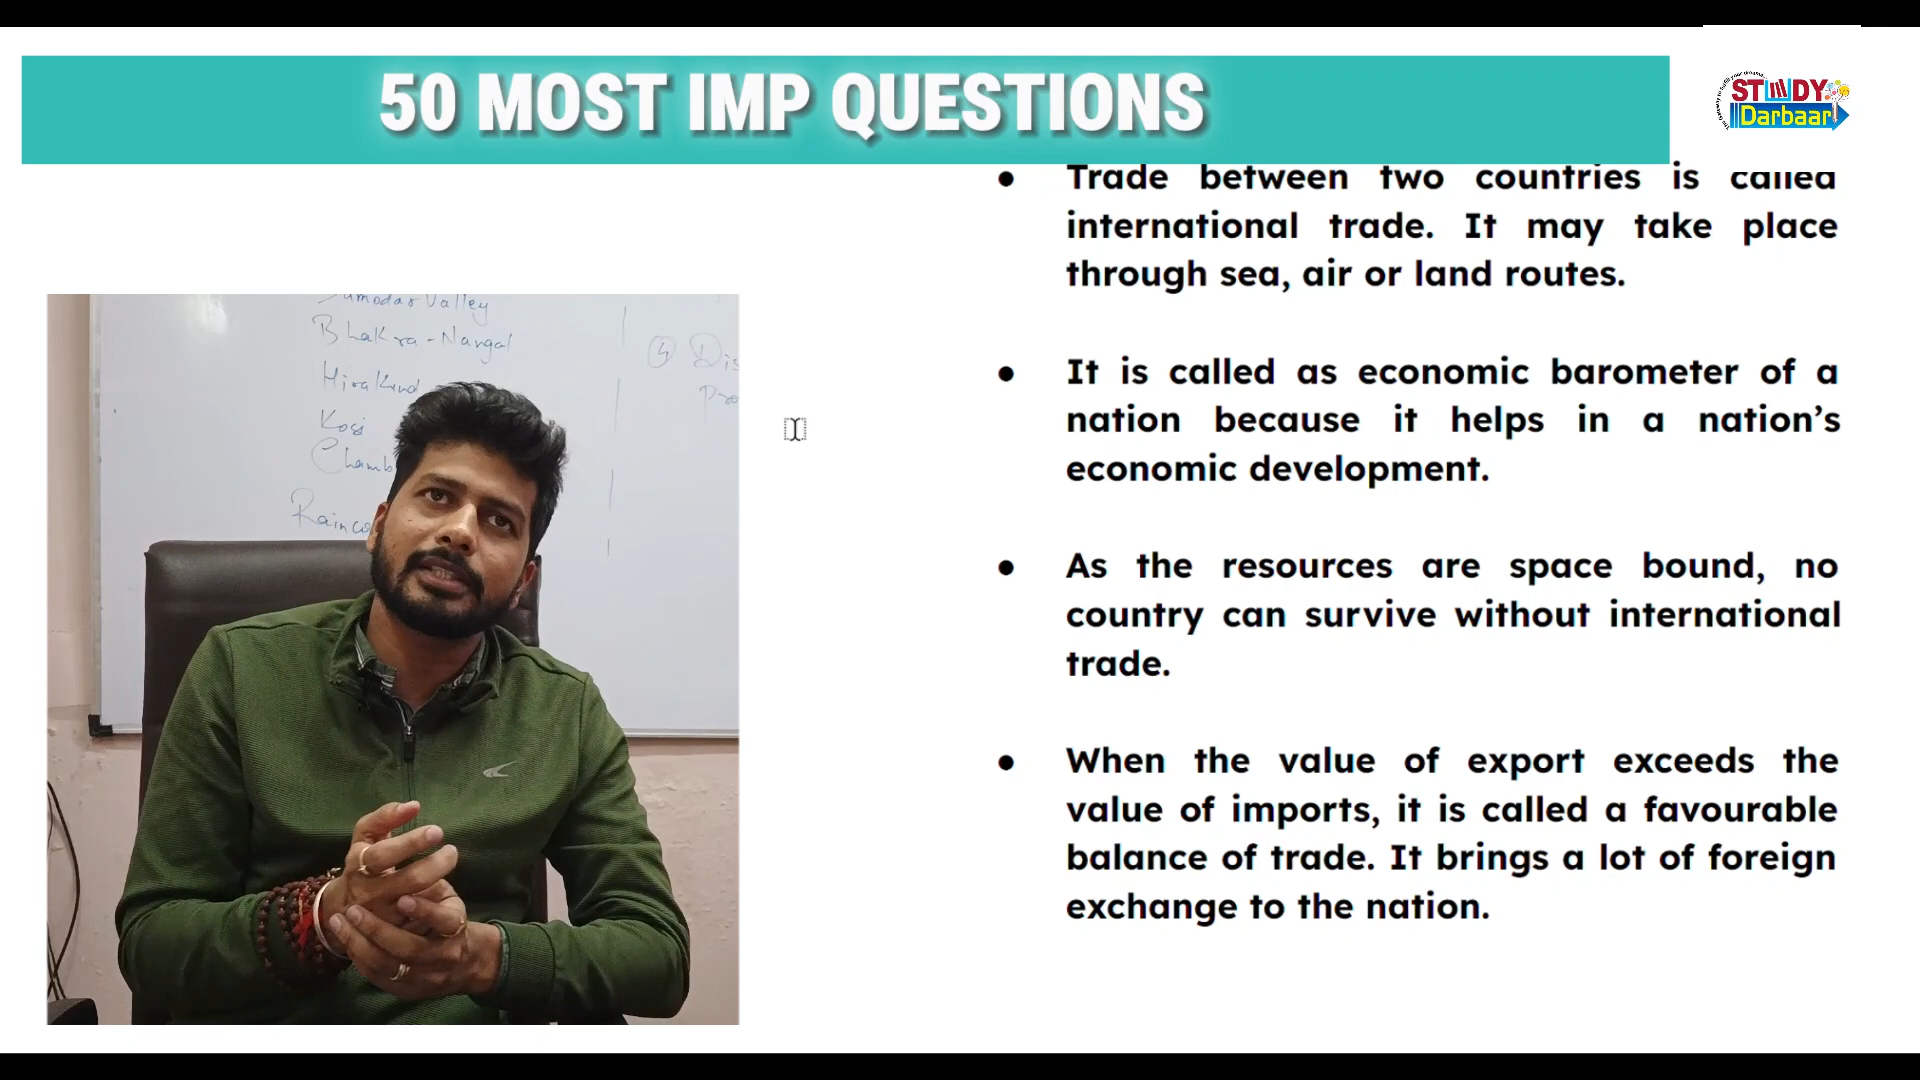 50 MOST IMP QUESTIONS
STUDY
Darbaar
● Trade between two countries is called
international trade. It may take place
through sea, air or land routes.
● It is called as economic barometer of a
nation because it helps in a nation’s
economic development.
● As the resources are space bound, no
country can survive without international
trade.
● When the value of export exceeds the
value of imports, it is called a favourable
balance of trade. It brings a lot of foreign
exchange to the nation.
Valley
Bhakra-Nangal
Hirakund
Kosi